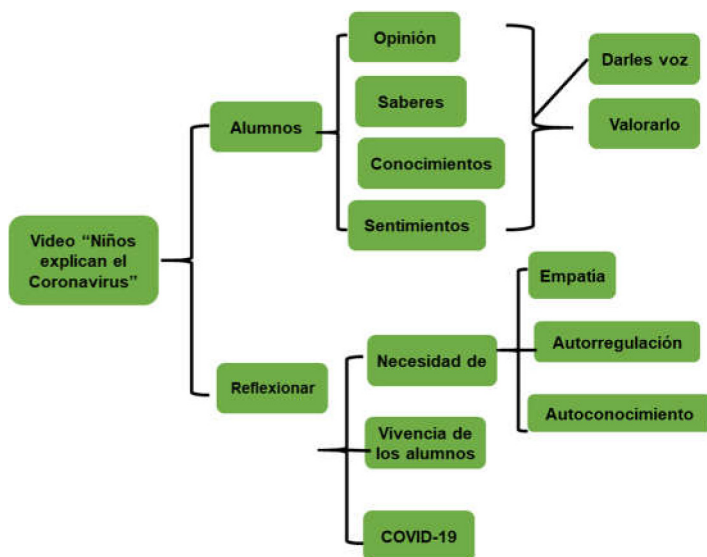 Opinión
Saberes
Conocimientos
Sentimientos
Darles voz
Valorarlo
Alumnos
Video “Niños
explican el
Coronavirus”
Reflexionar
Necesidad de
Vivencia de
los alumnos
COVID-19
Empatia
Autorregulación
Autoconocimiento